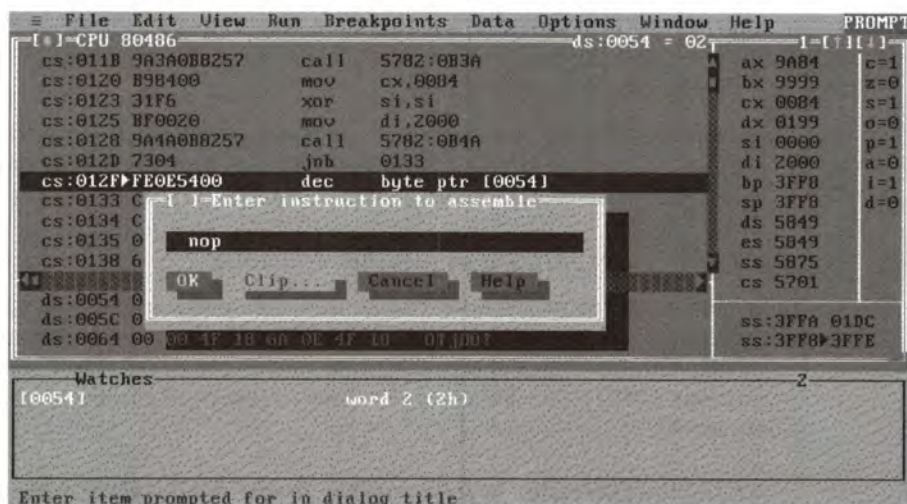 ≡ File Edit View Run Breakpoints Data Options Window Help PROMPT
CPU 80486 ds:0054 = 02 1
cs:011B 9A3A0B8257 call 5782:0B3A ax 9A84 c=1
cs:0120 B98400 mov cx,0084 bx 9999 z=0
cs:0123 31F6 xor si,si cx 0084 s=1
cs:0125 BF0020 mov di,2000 dx 0199 o=0
cs:0128 9A4A0B8257 call 5782:0B4A si 0000 p=1
cs:012D 7304 jnb 0133 di 2000 a=0
cs:012F▶FE0E5400 dec byte ptr [0054] bp 3FF8 i=1
cs:0133 C Enter instruction to assemble sp 3FF8 d=0
cs:0134 C ds 5849
cs:0135 0 nop es 5849
cs:0138 6 ss 5875
OK Clip... Cancel Help cs 5701
ds:0054 0
ds:005C 0 ss:3FFA 01DC
ds:0064 00 00 4F 18 6A 0E 4F ss:3FF8▶3FFE
Watches 2
[0054] word 2 (2h)
Enter item prompted for in dialog title